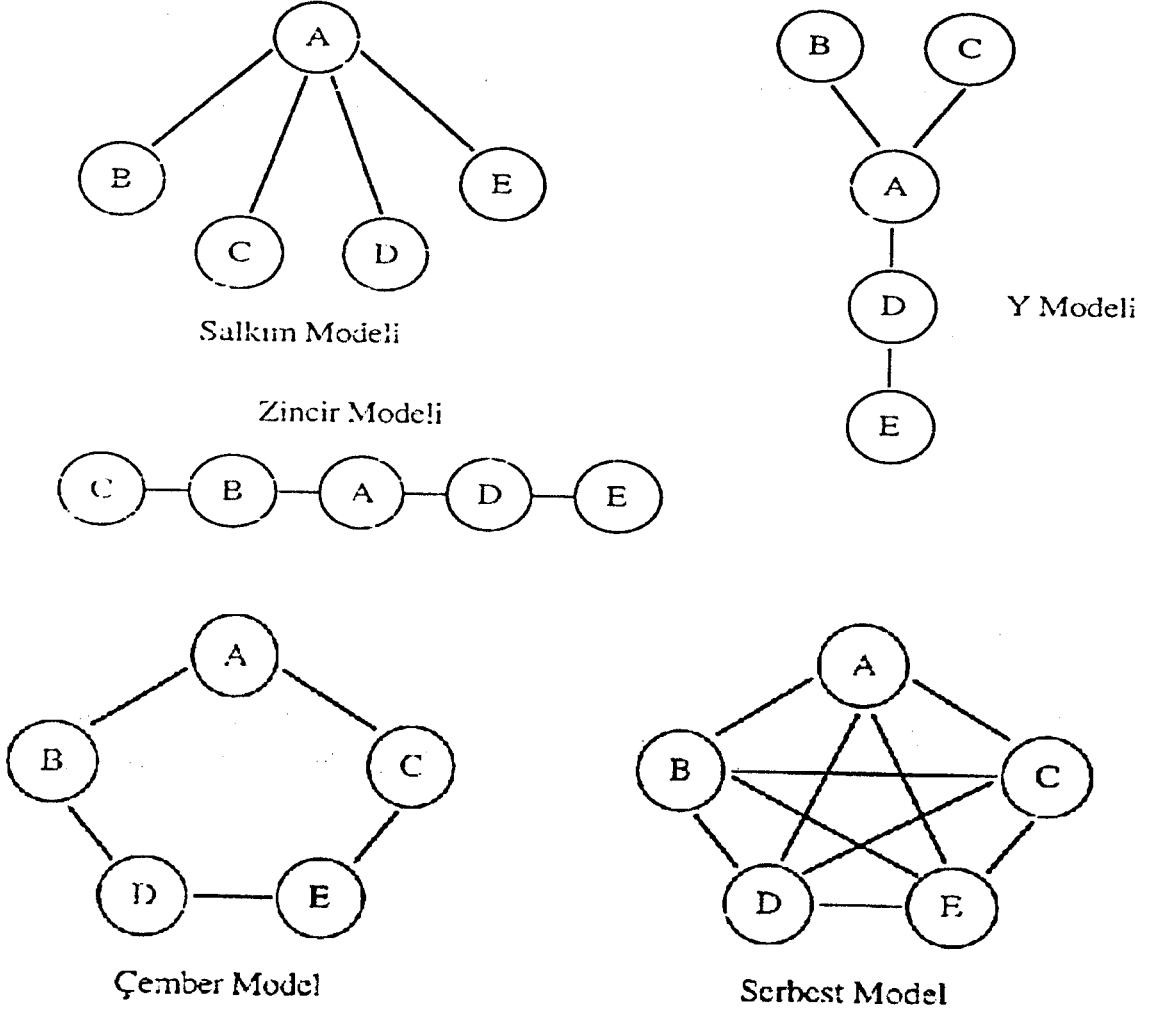 A
B
C
D
E
Salkım Modeli
B
C
A
D
Y Modeli
E
Zincir Modeli
C
B
A
D
E
A
B
C
D
E
Çember Model
A
B
C
D
E
Serbest Model